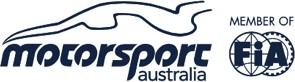 motorsport
australia
MEMBER OF
FiA